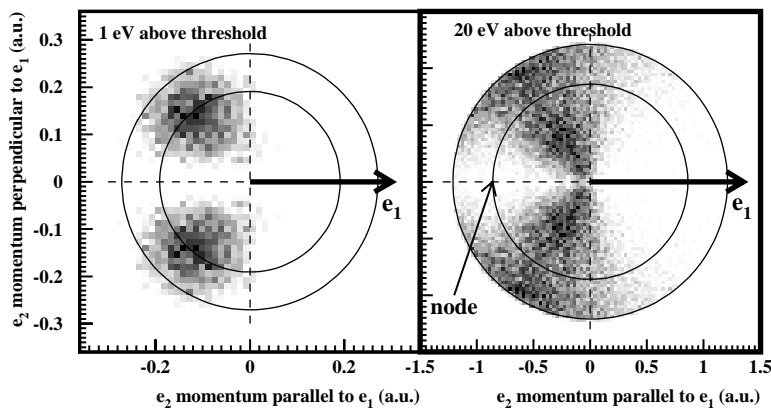 1 eV above threshold
20 eV above threshold
e2 momentum perpendicular to e1 (a.u.)
0.3
0.2
0.1
0
-0.1
-0.2
-0.3
e1
e1
node
-0.2
0
0.2
-1.5
-1
-0.5
0
0.5
1
1.5
e2 momentum parallel to e1 (a.u.)
e2 momentum parallel to e1 (a.u.)